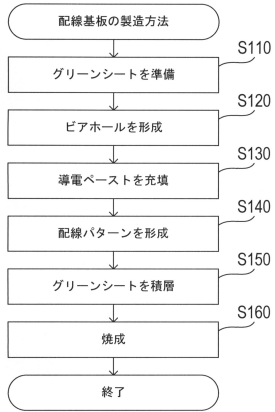 配線基板の製造方法
S110
グリーンシートを準備
S120
ビアホールを形成
S130
導電ペーストを充填
S140
配線パターンを形成
S150
グリーンシートを積層
S160
焼成
終了